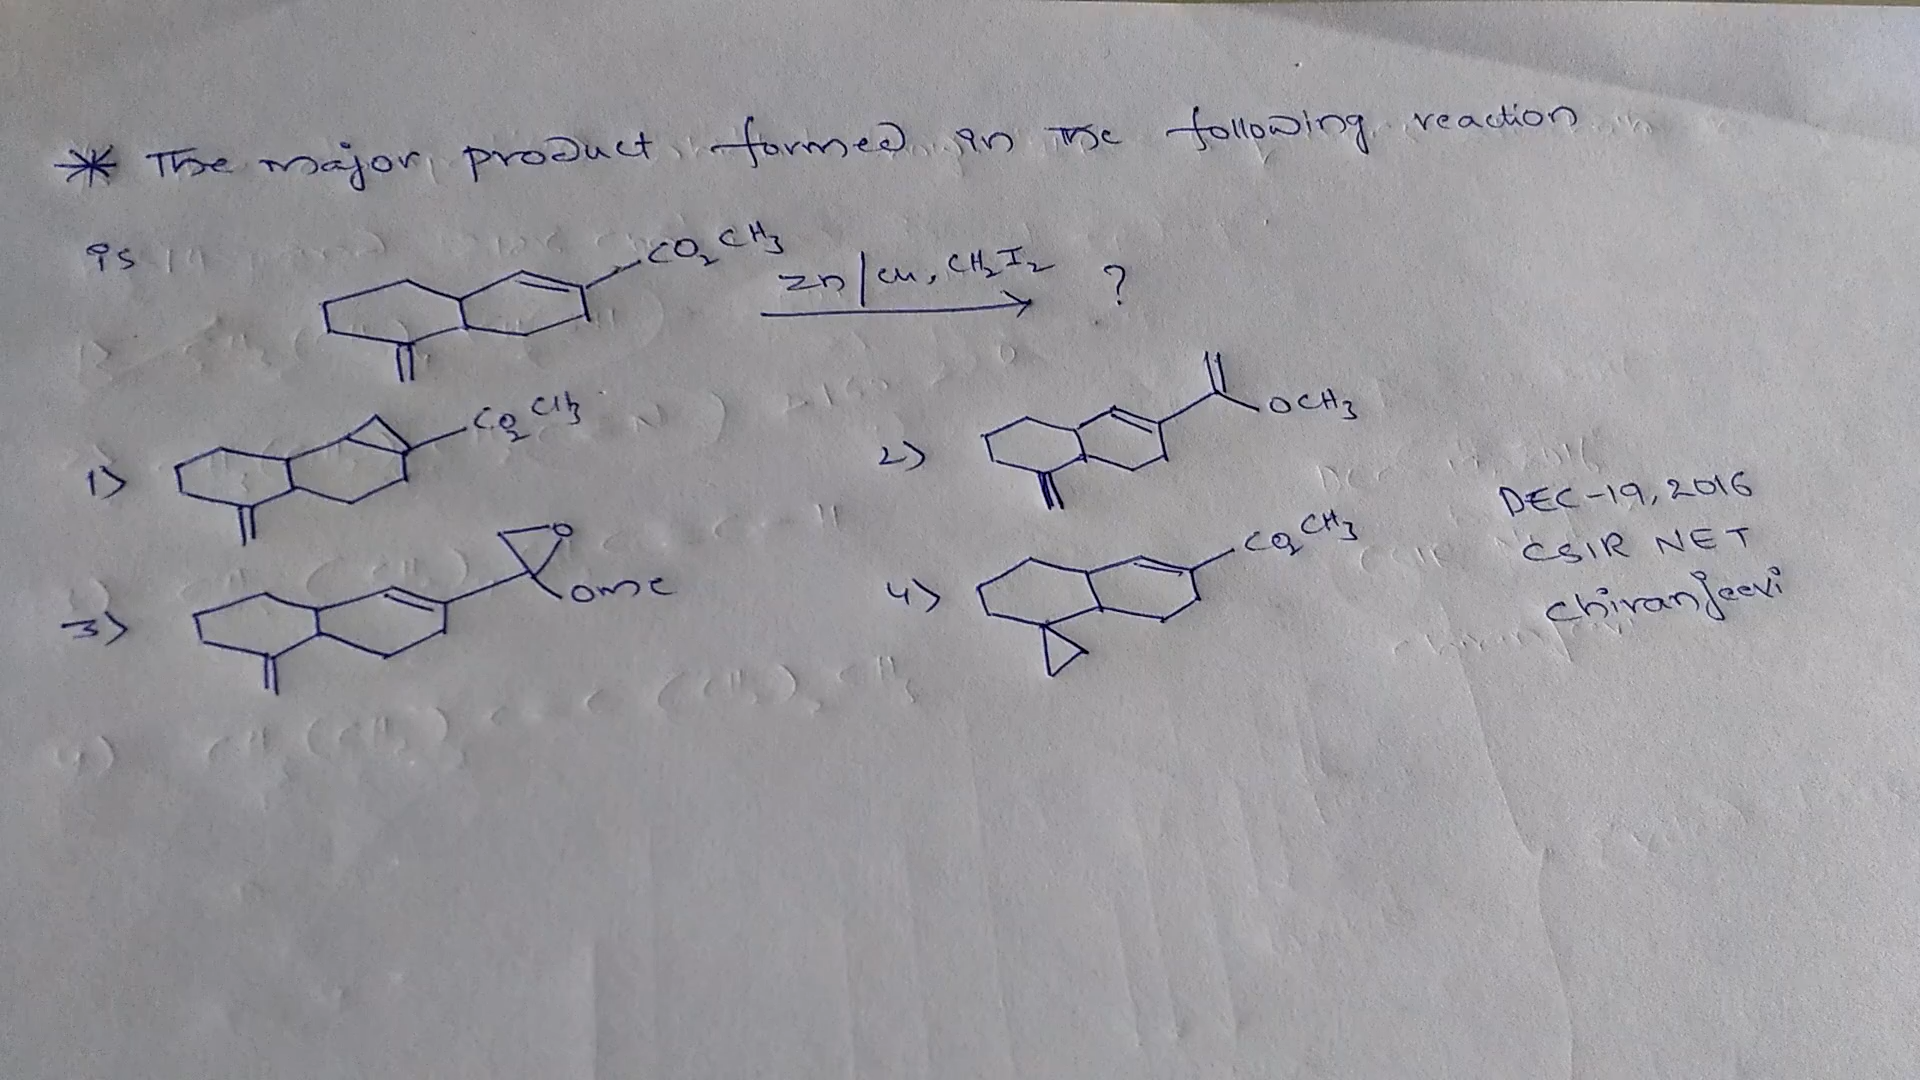 * The major product formed in the following reaction
is
CO₂CH₃
Zn/Cu, CH₂I₂
?
1)
CO₂CH₃
2)
OCH₃
3)
O
OMe
4)
CO₂CH₃
DEC-19, 2016
CSIR NET
Chiranjeevi